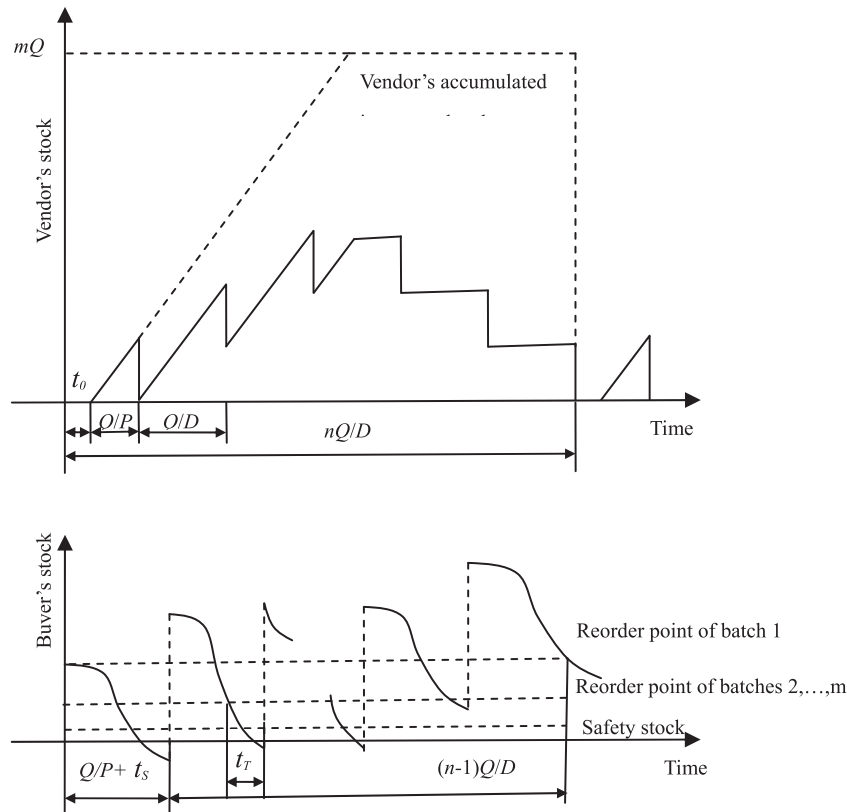 mQ
Vendor's accumulated
Vendor's stock
t₀
Q/P
Q/D
nQ/D
Time
Buyer's stock
Reorder point of batch 1
Reorder point of batches 2,…,m
Safety stock
Q/P+ tS
tT
(n-1)Q/D
Time